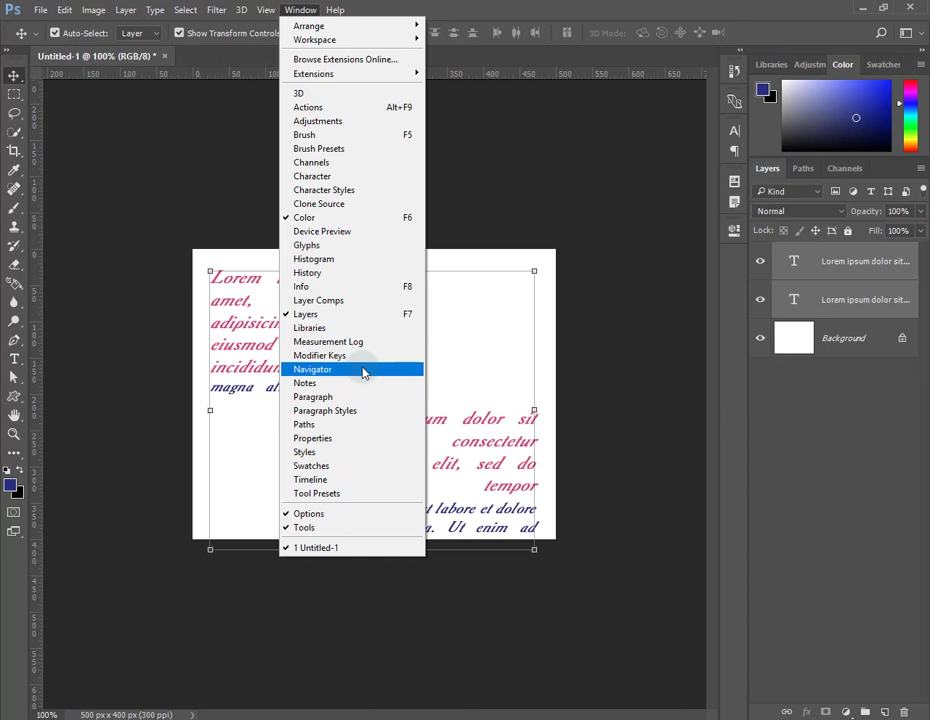 Ps File Edit Image Layer Type Select Filter 3D View Window Help
Auto-Select: Layer Show Transform Controls 3D Mode:
Untitled-1 @ 100% (RGB/8) *
200 150 100 50 0 50 350 400 450 500 550 600 650
Arrange
Workspace
Browse Extensions Online...
Extensions
3D
Actions Alt+F9
Adjustments
Brush F5
Brush Presets
Channels
Character
Character Styles
Clone Source
Color F6
Device Preview
Glyphs
Histogram
History
Info F8
Layer Comps
Layers F7
Libraries
Measurement Log
Modifier Keys
Navigator
Notes
Paragraph
Paragraph Styles
Paths
Properties
Styles
Swatches
Timeline
Tool Presets
Options
Tools
1 Untitled-1
Lorem
amet,
adipisicin
eiusmod
incididun
magna al
um dolor sit
consectetur
elit, sed do
tempor
t labore et dolore
a. Ut enim ad
Libraries Adjustm Color Swatches
Layers Paths Channels
Kind
Normal Opacity: 100%
Lock: Fill: 100%
T Lorem ipsum dolor sit...
T Lorem ipsum dolor sit...
Background
100% 500 px x 400 px (300 ppi)